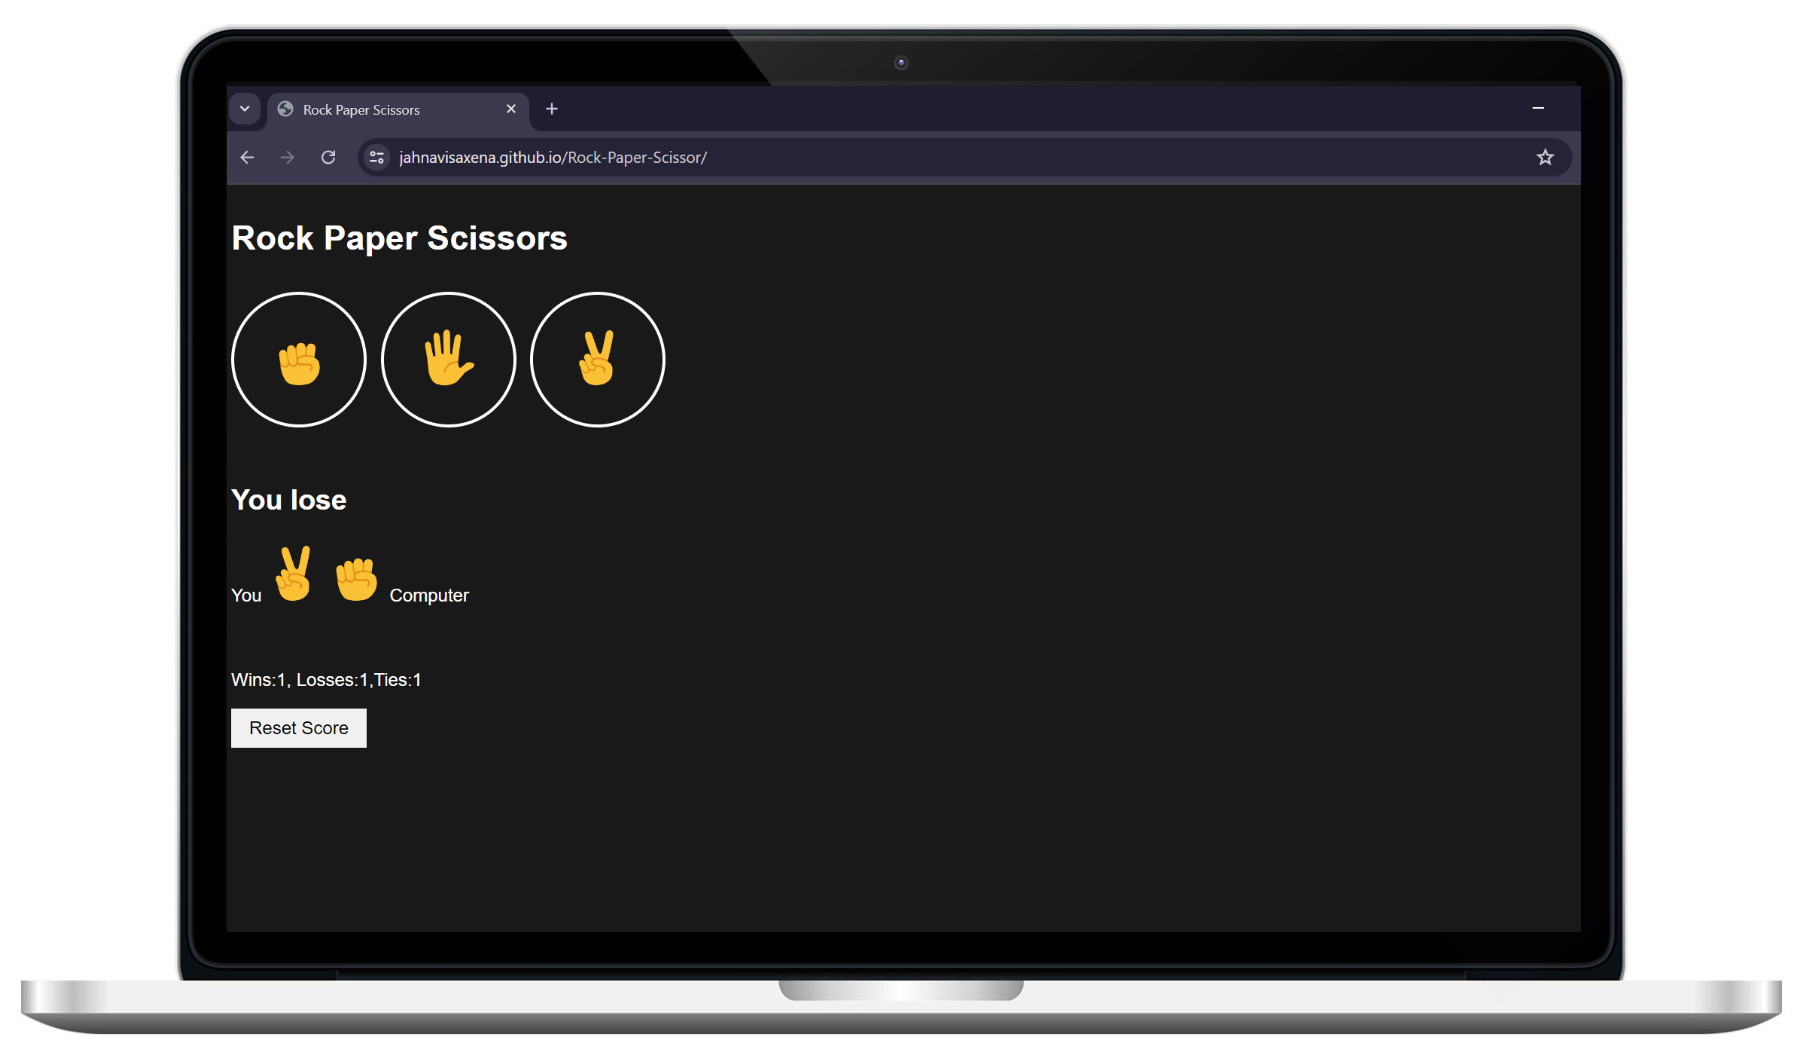 Rock Paper Scissors
jahnavisaxena.github.io/Rock-Paper-Scissor/
Rock Paper Scissors
You lose
You Computer
Wins:1, Losses:1,Ties:1
Reset Score